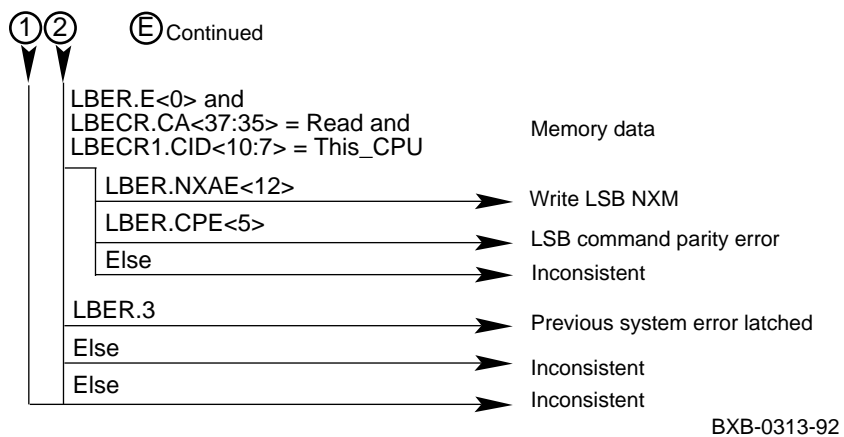 1 2 E Continued
LBER.E<0> and
LBECR.CA<37:35> = Read and
LBECR1.CID<10:7> = This_CPU
Memory data
LBER.NXAE<12>
Write LSB NXM
LBER.CPE<5>
LSB command parity error
Else
Inconsistent
LBER.3
Previous system error latched
Else
Inconsistent
Else
Inconsistent
BXB-0313-92